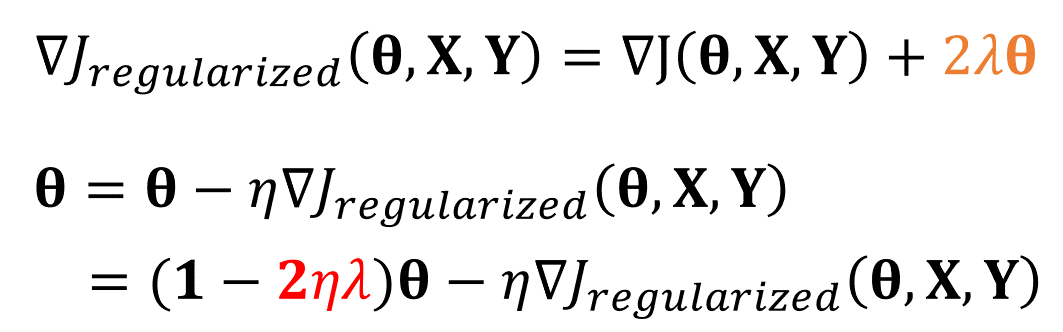 ∇J_regularized(θ, X, Y) = ∇J(θ, X, Y) + 2λθ
θ = θ − η∇J_regularized(θ, X, Y)
= (1 − 2ηλ)θ − η∇J_regularized(θ, X, Y)